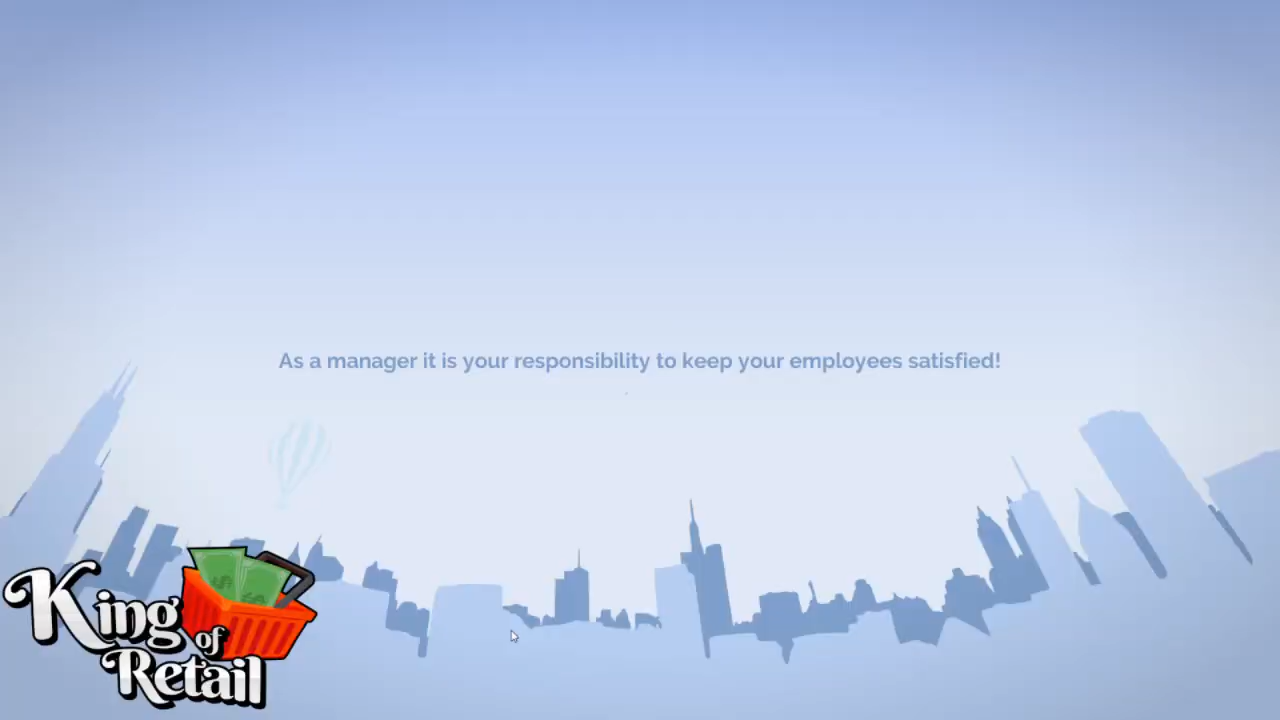 As a manager it is your responsibility to keep your employees satisfied!
King
of
Retail